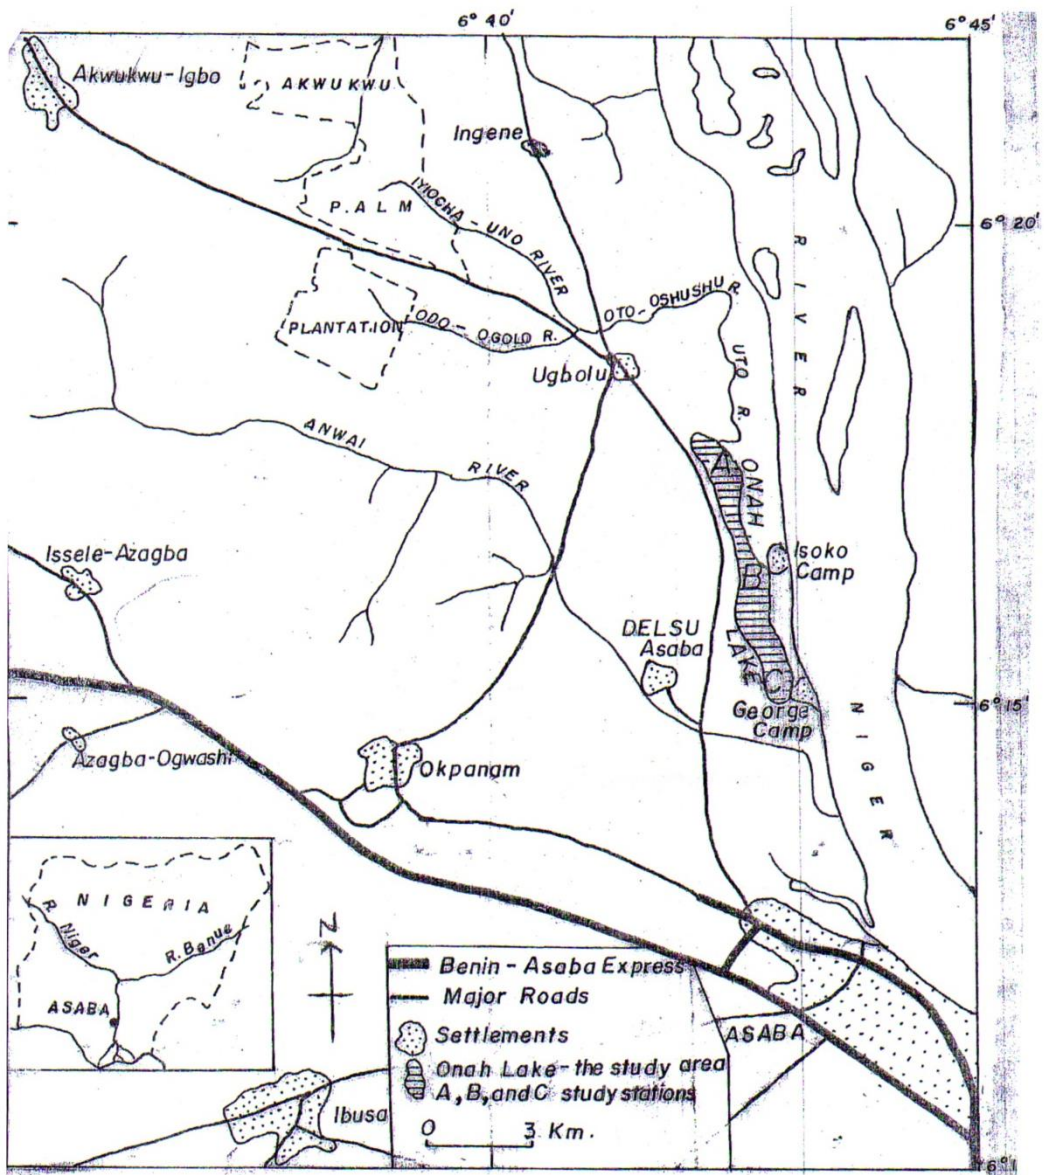 6° 40'
6° 45'
Akwukwu-Igbo
AKWUKWU
Ingene
P.ALM
IYIOCHA-UNO RIVER
6° 20'
RIVER
OTO-OSHUSHU R.
PLANTATION
ODO-OGOLO R.
UTO R.
Ugbolu
ANWAI
RIVER
A
ONAH
Issele-Azagba
Isoko
Camp
B
DELSU
Asaba
LAKE
C
6° 15'
George
Camp
NIGER
Azagba-Ogwashi
Okpanam
NIGERIA
R. Niger
R. Benue
ASABA
N
Benin - Asaba Express
Major Roads
Settlements
Onah Lake-the study area
A, B, and C study stations
0 3 Km.
ASABA
Ibusa